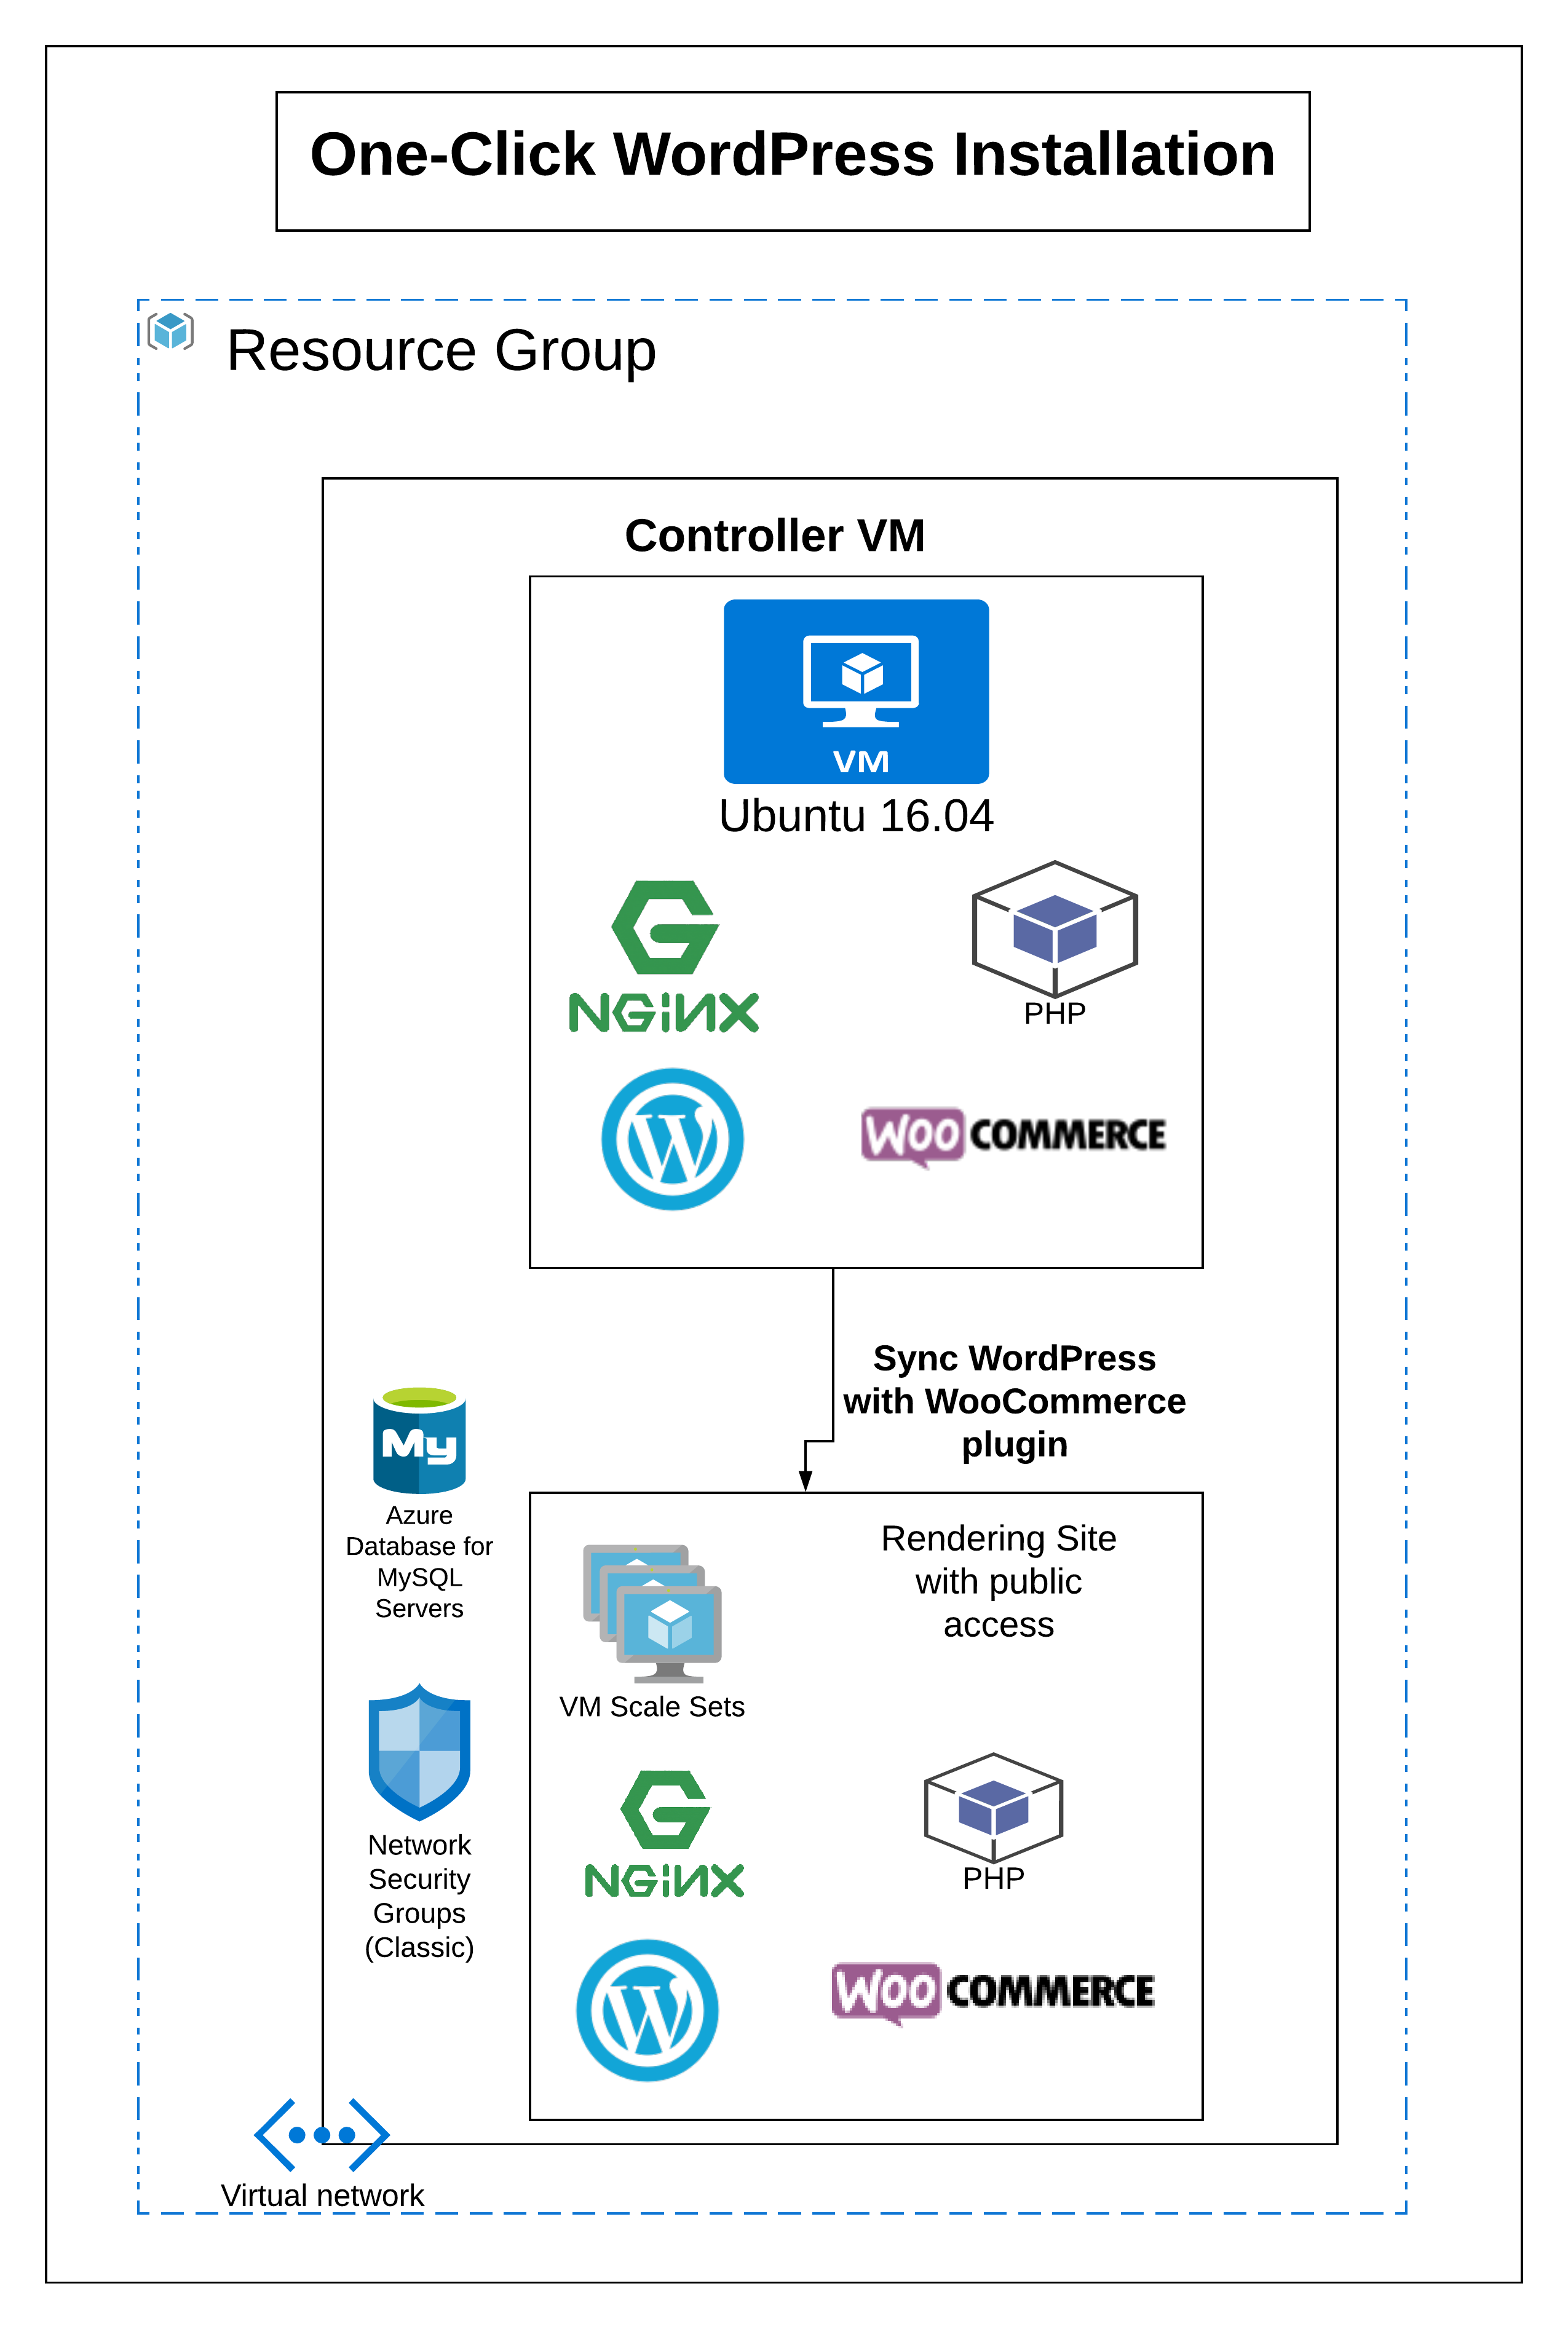 One-Click WordPress Installation
Resource Group
Controller VM
VM
Ubuntu 16.04
NGiNX
PHP
W
WOO COMMERCE
Sync WordPress
with WooCommerce
plugin
My
Azure
Database for
MySQL
Servers
Rendering Site
with public
access
VM Scale Sets
Network
Security
Groups
(Classic)
NGiNX
PHP
W
WOO COMMERCE
Virtual network